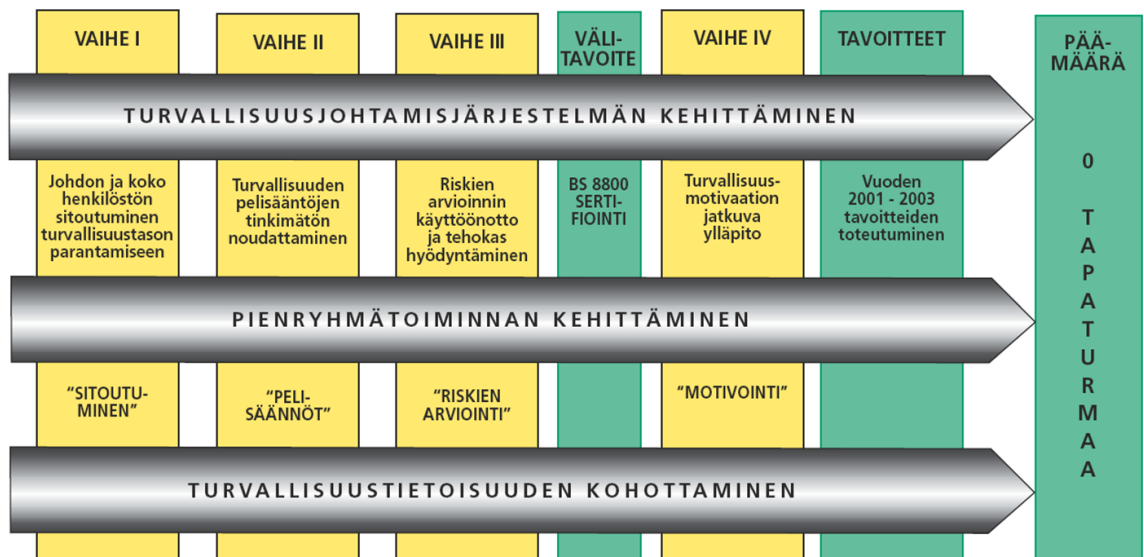 VAIHE I
VAIHE II
VAIHE III
VÄLI-
TAVOITE
VAIHE IV
TAVOITTEET
PÄÄ-
MÄÄRÄ
TURVALLISUUSJOHTAMISJÄRJESTELMÄN KEHITTÄMINEN
Johdon ja koko
henkilöstön
sitoutuminen
turvallisuustason
parantamiseen
Turvallisuuden
pelisääntöjen
tinkimätön
noudattaminen
Riskien
arvioinnin
käyttöönotto
ja tehokas
hyödyntäminen
BS 8800
SERTI-
FIOINTI
Turvallisuus-
motivaation
jatkuva
ylläpito
Vuoden
2001 - 2003
tavoitteiden
toteutuminen
0
T
A
P
A
T
U
R
M
A
A
PIENRYHMÄTOIMINNAN KEHITTÄMINEN
“SITOUTU-
MINEN”
“PELI-
SÄÄNNÖT”
“RISKIEN
ARVIOINTI”
“MOTIVOINTI”
TURVALLISUUSTIETOISUUDEN KOHOTTAMINEN